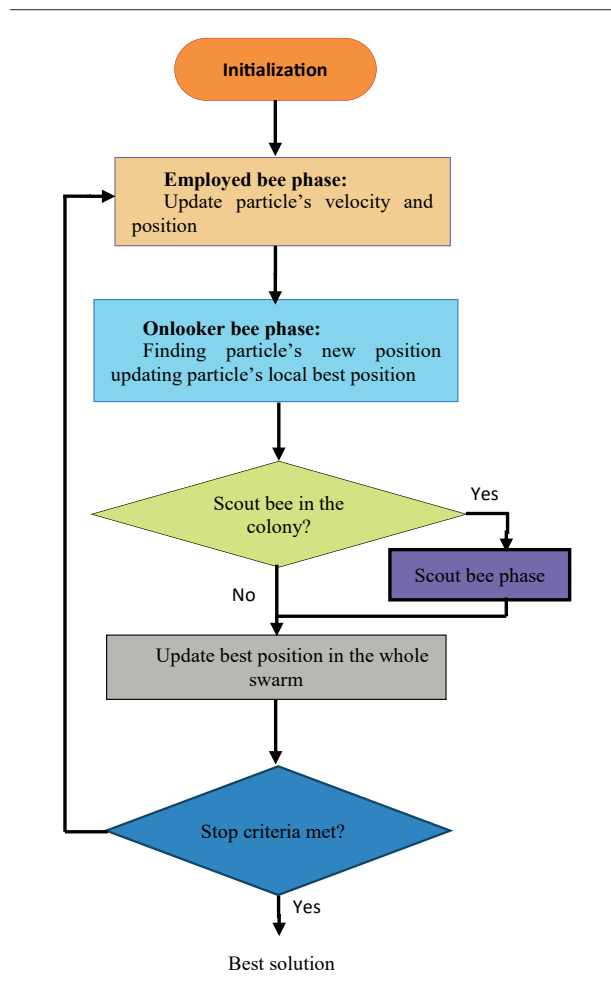 Initialization
Employed bee phase:
Update particle's velocity and
position
Onlooker bee phase:
Finding particle's new position
updating particle's local best position
Scout bee in the
colony?
Yes
Scout bee phase
No
Update best position in the whole
swarm
Stop criteria met?
Yes
Best solution